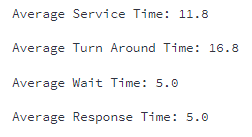 Average Service Time: 11.8
Average Turn Around Time: 16.8
Average Wait Time: 5.0
Average Response Time: 5.0